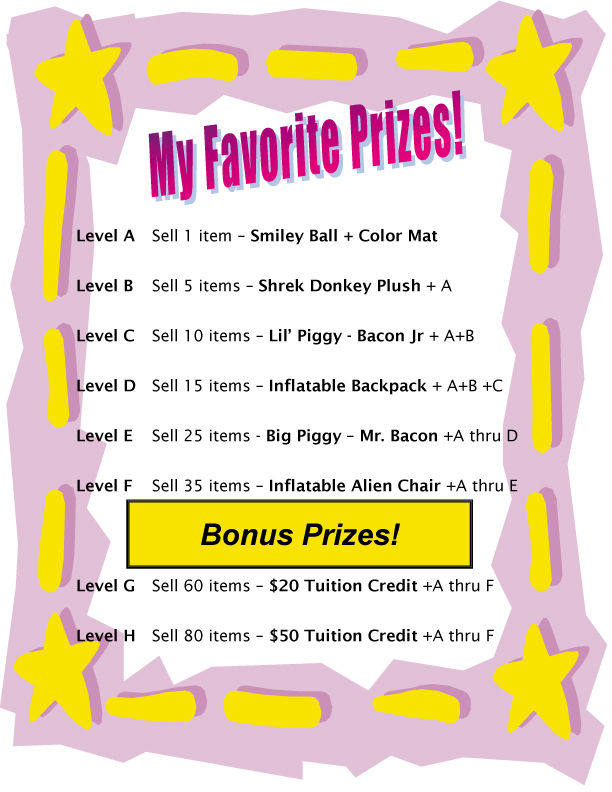 My Favorite Prizes!
Level A Sell 1 item – Smiley Ball + Color Mat
Level B Sell 5 items – Shrek Donkey Plush + A
Level C Sell 10 items – Lil’ Piggy - Bacon Jr + A+B
Level D Sell 15 items – Inflatable Backpack + A+B +C
Level E Sell 25 items - Big Piggy – Mr. Bacon +A thru D
Level F Sell 35 items – Inflatable Alien Chair +A thru E
Bonus Prizes!
Level G Sell 60 items – $20 Tuition Credit +A thru F
Level H Sell 80 items – $50 Tuition Credit +A thru F